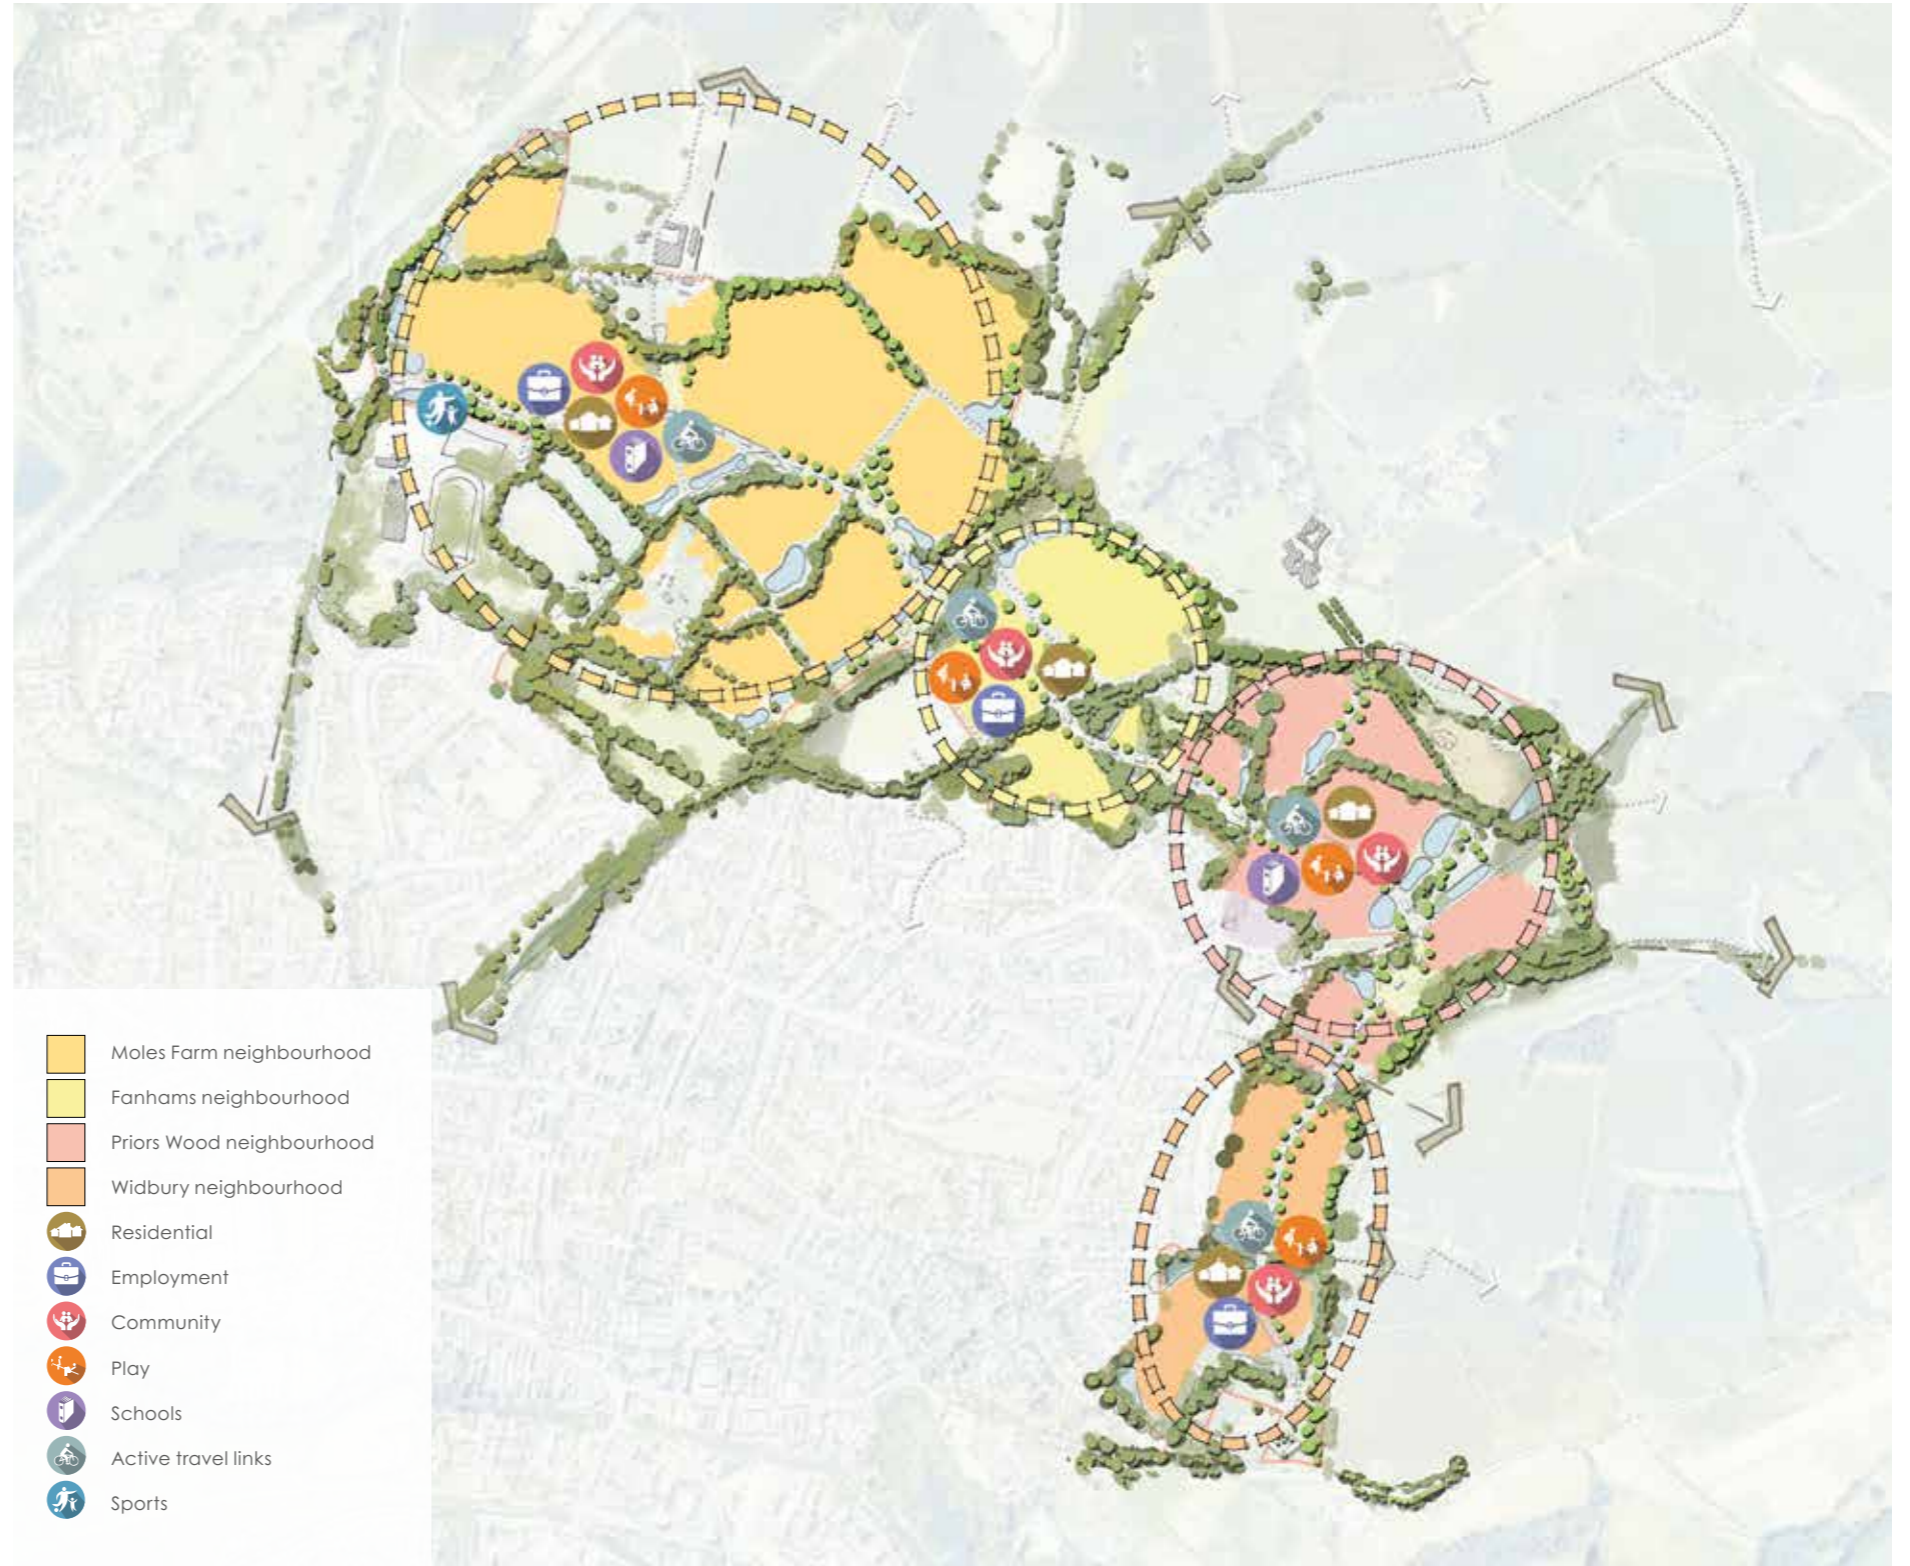 Moles Farm neighbourhood
Fanhams neighbourhood
Priors Wood neighbourhood
Widbury neighbourhood
Residential
Employment
Community
Play
Schools
Active travel links
Sports